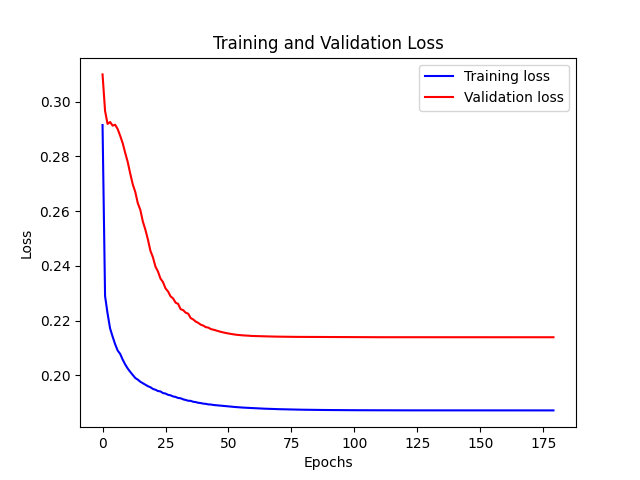 Training and Validation Loss
Training loss
Validation loss
0.30
0.28
0.26
0.24
0.22
0.20
Loss
0
25
50
75
100
125
150
175
Epochs